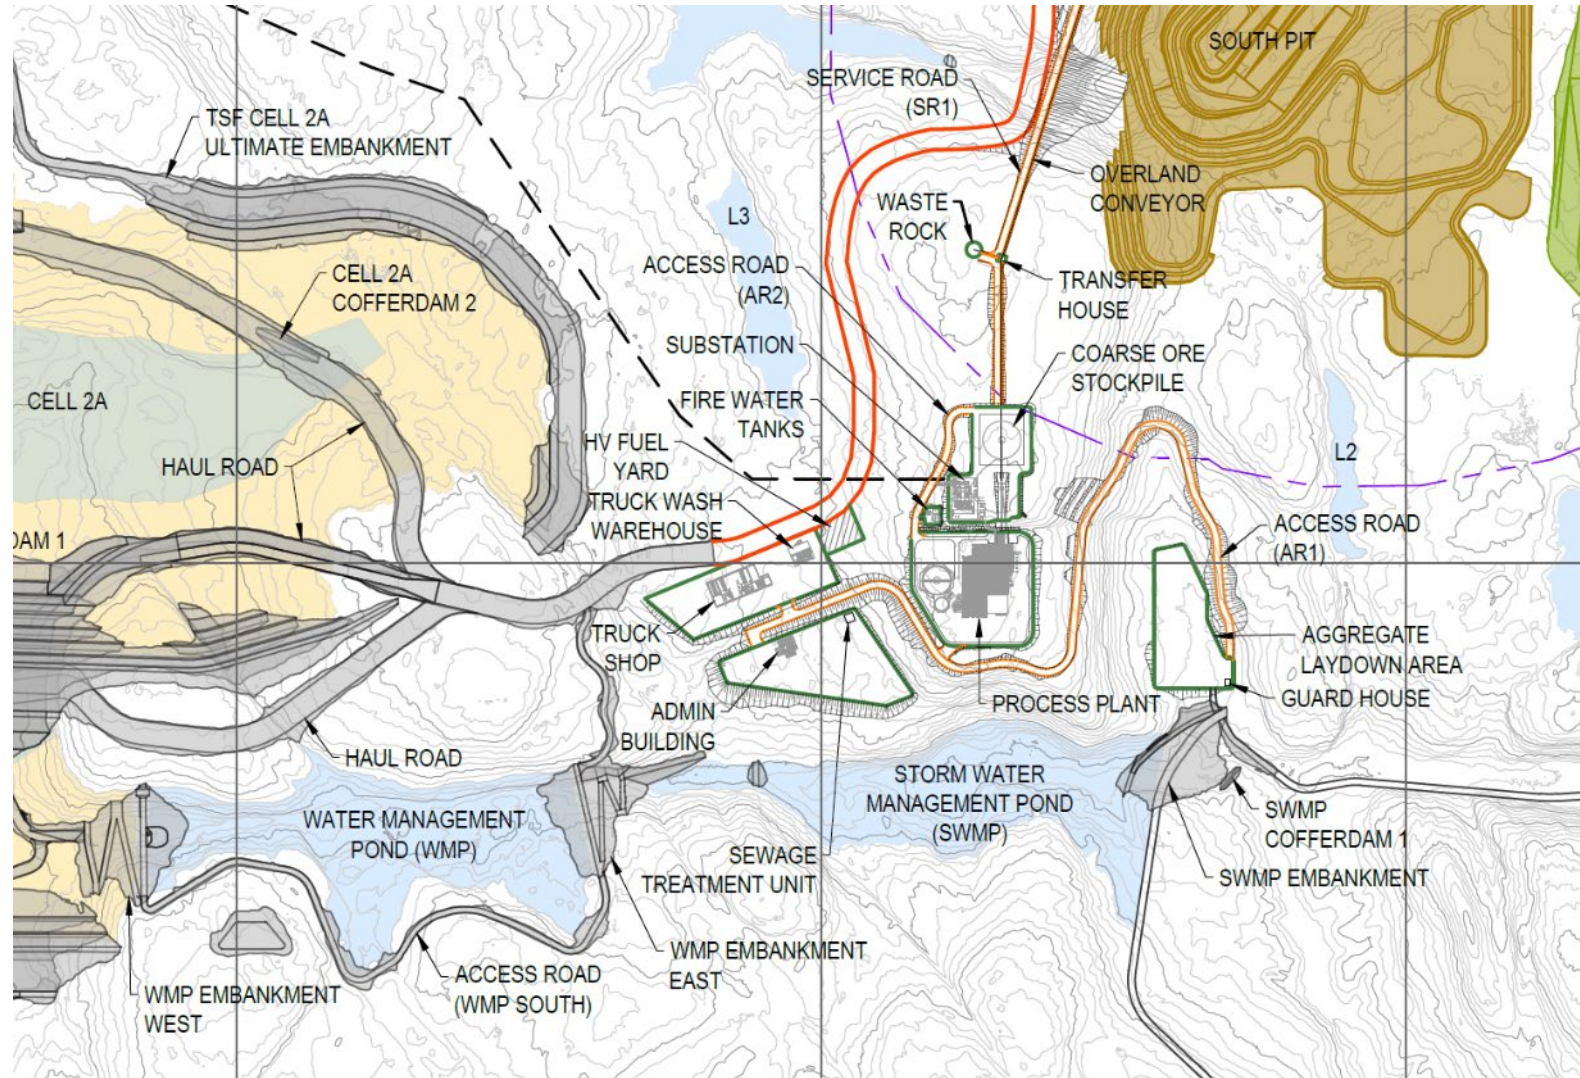 SOUTH PIT
SERVICE ROAD
(SR1)
TSF CELL 2A
ULTIMATE EMBANKMENT
OVERLAND
CONVEYOR
WASTE
ROCK
L3
CELL 2A
COFFERDAM 2
ACCESS ROAD
(AR2)
TRANSFER
HOUSE
SUBSTATION
COARSE ORE
STOCKPILE
CELL 2A
FIRE WATER
TANKS
HV FUEL
YARD
L2
HAUL ROAD
TRUCK WASH
WAREHOUSE
ACCESS ROAD
(AR1)
DAM 1
TRUCK
SHOP
AGGREGATE
LAYDOWN AREA
GUARD HOUSE
PROCESS PLANT
ADMIN
BUILDING
HAUL ROAD
STORM WATER
MANAGEMENT POND
(SWMP)
WATER MANAGEMENT
POND (WMP)
SWMP
COFFERDAM 1
SEWAGE
TREATMENT UNIT
SWMP EMBANKMENT
WMP EMBANKMENT
EAST
ACCESS ROAD
(WMP SOUTH)
WMP EMBANKMENT
WEST